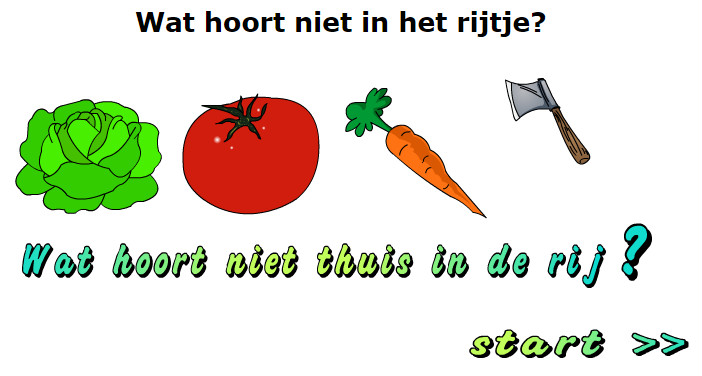 Wat hoort niet in het rijtje?
Wat hoort niet thuis in de rij?
start >>